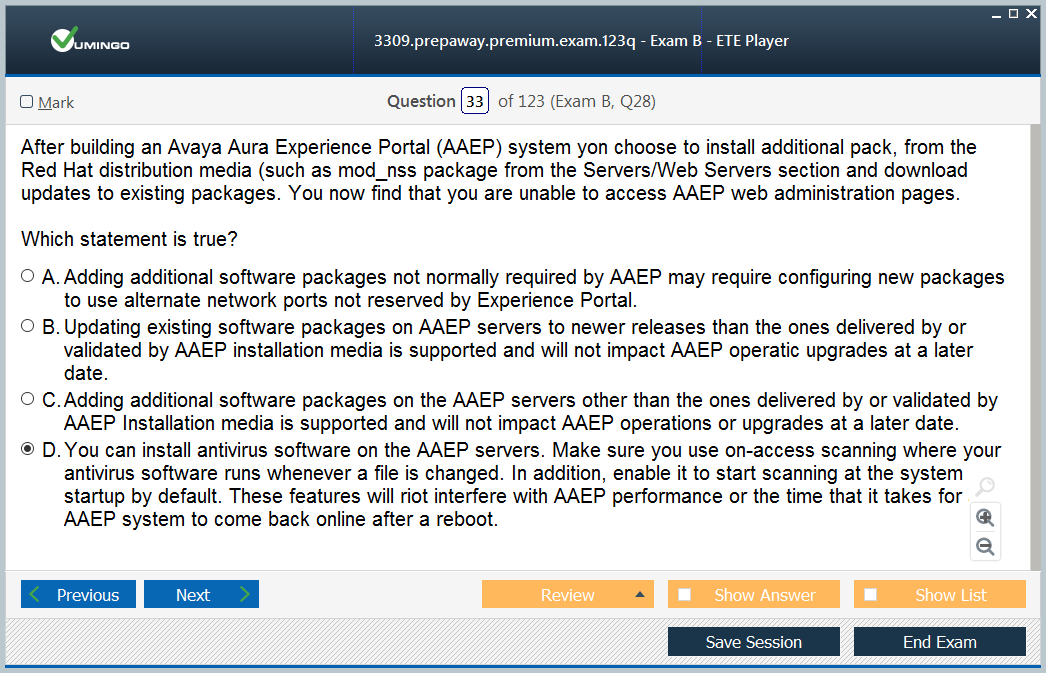 VUMINGO
3309.prepaway.premium.exam.123q - Exam B - ETE Player
Mark
Question 33 of 123 (Exam B, Q28)
After building an Avaya Aura Experience Portal (AAEP) system yon choose to install additional pack, from the
Red Hat distribution media (such as mod_nss package from the Servers/Web Servers section and download
updates to existing packages. You now find that you are unable to access AAEP web administration pages.
Which statement is true?
A. Adding additional software packages not normally required by AAEP may require configuring new packages
to use alternate network ports not reserved by Experience Portal.
B. Updating existing software packages on AAEP servers to newer releases than the ones delivered by or
validated by AAEP installation media is supported and will not impact AAEP operatic upgrades at a later
date.
C. Adding additional software packages on the AAEP servers other than the ones delivered by or validated by
AAEP Installation media is supported and will not impact AAEP operations or upgrades at a later date.
D. You can install antivirus software on the AAEP servers. Make sure you use on-access scanning where your
antivirus software runs whenever a file is changed. In addition, enable it to start scanning at the system
startup by default. These features will riot interfere with AAEP performance or the time that it takes for
AAEP system to come back online after a reboot.
Previous Next Review Show Answer Show List
Save Session End Exam